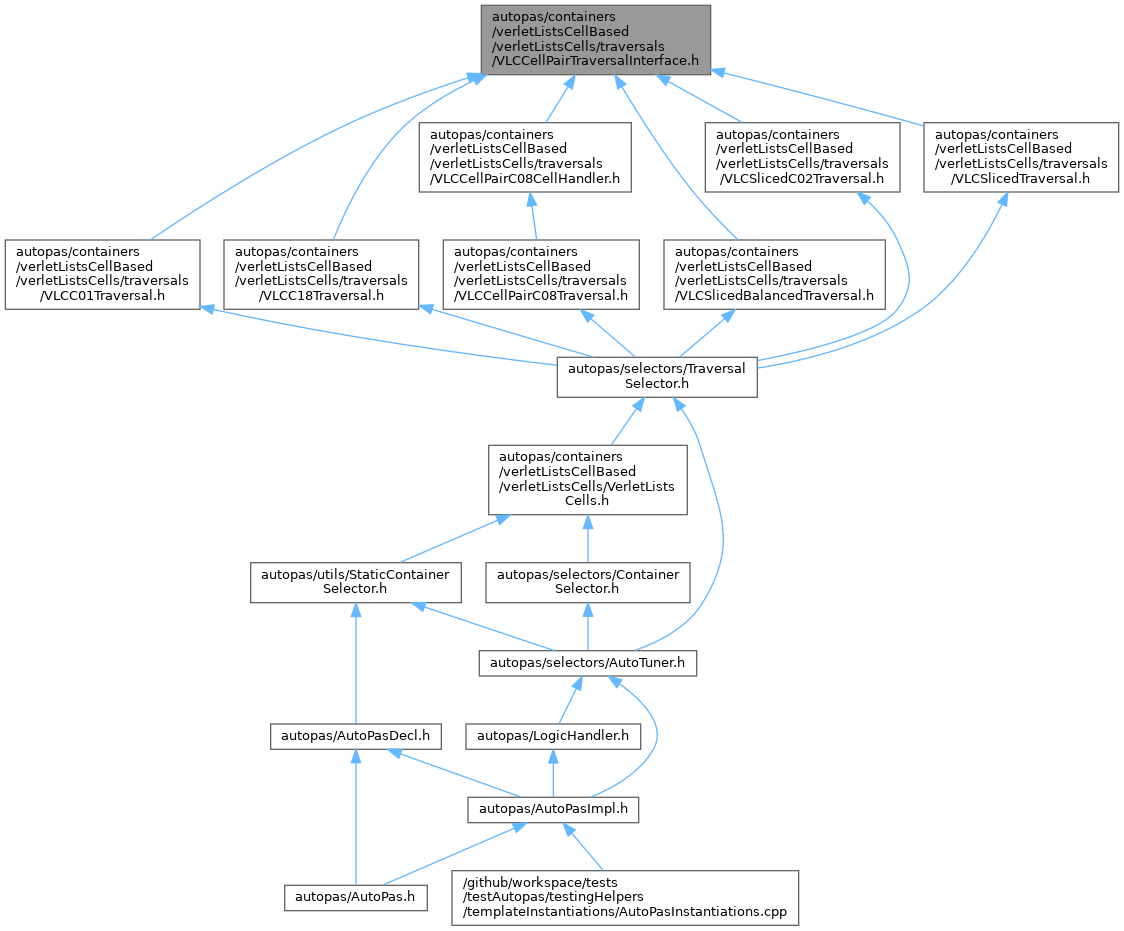 autopas/containers
/verletListsCellBased
/verletListsCells/traversals
/VLCCellPairTraversalInterface.h
autopas/containers
/verletListsCellBased
/verletListsCells/traversals
/VLCCellPairC08CellHandler.h
autopas/containers
/verletListsCellBased
/verletListsCells/traversals
/VLCSlicedC02Traversal.h
autopas/containers
/verletListsCellBased
/verletListsCells/traversals
/VLCSlicedTraversal.h
autopas/containers
/verletListsCellBased
/verletListsCells/traversals
/VLCC01Traversal.h
autopas/containers
/verletListsCellBased
/verletListsCells/traversals
/VLCC18Traversal.h
autopas/containers
/verletListsCellBased
/verletListsCells/traversals
/VLCCellPairC08Traversal.h
autopas/containers
/verletListsCellBased
/verletListsCells/traversals
/VLCSlicedBalancedTraversal.h
autopas/selectors/Traversal
Selector.h
autopas/containers
/verletListsCellBased
/verletListsCells/VerletLists
Cells.h
autopas/utils/StaticContainer
Selector.h
autopas/selectors/Container
Selector.h
autopas/selectors/AutoTuner.h
autopas/AutoPasDecl.h
autopas/LogicHandler.h
autopas/AutoPasImpl.h
autopas/AutoPas.h
/github/workspace/tests
/testAutopas/testingHelpers
/templateInstantiations/AutoPasInstantiations.cpp